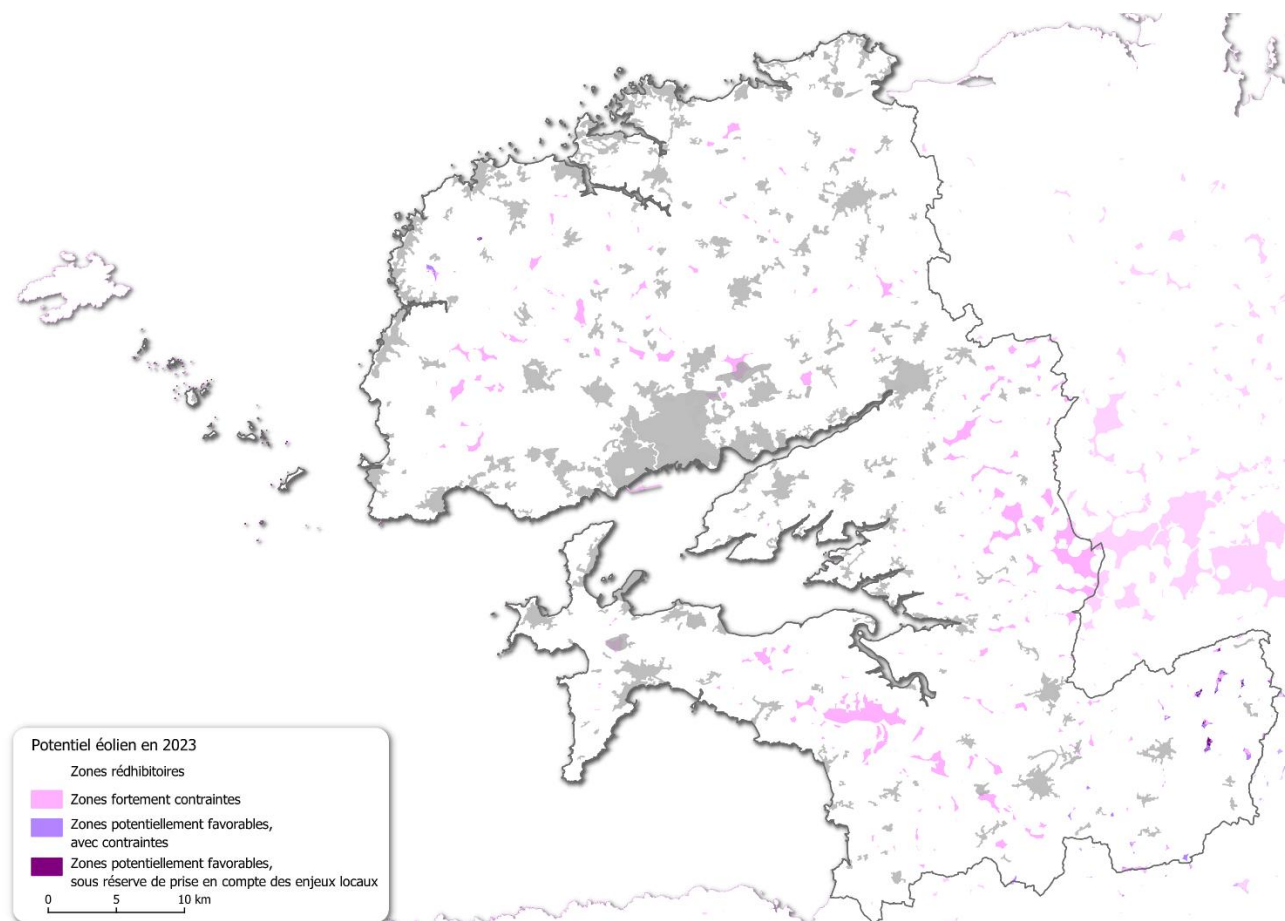 Potentiel éolien en 2023
Zones rédhibitoires
Zones fortement contraintes
Zones potentiellement favorables,
avec contraintes
Zones potentiellement favorables,
sous réserve de prise en compte des enjeux locaux
0 5 10 km